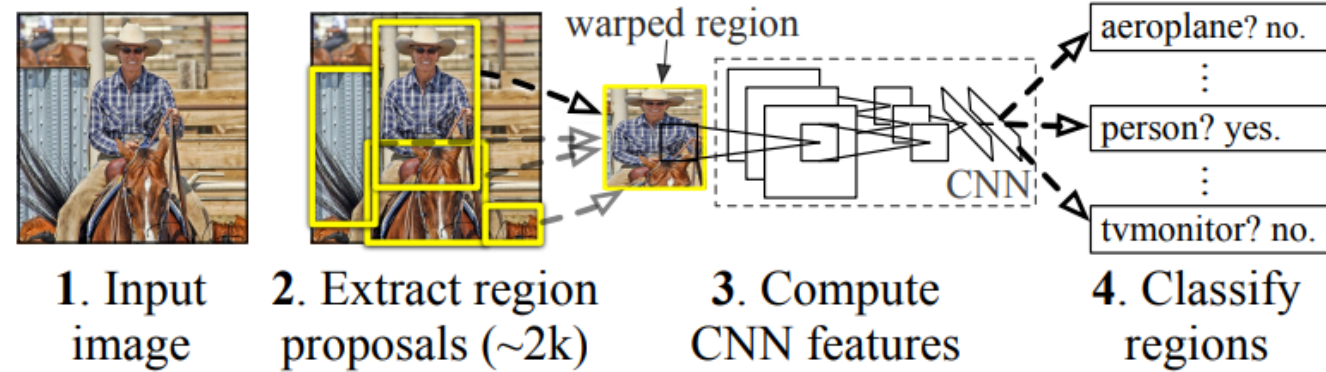 warped region
aeroplane? no.
⋮
person? yes.
CNN
⋮
tvmonitor? no.
1. Input
image
2. Extract region
proposals (~2k)
3. Compute
CNN features
4. Classify
regions